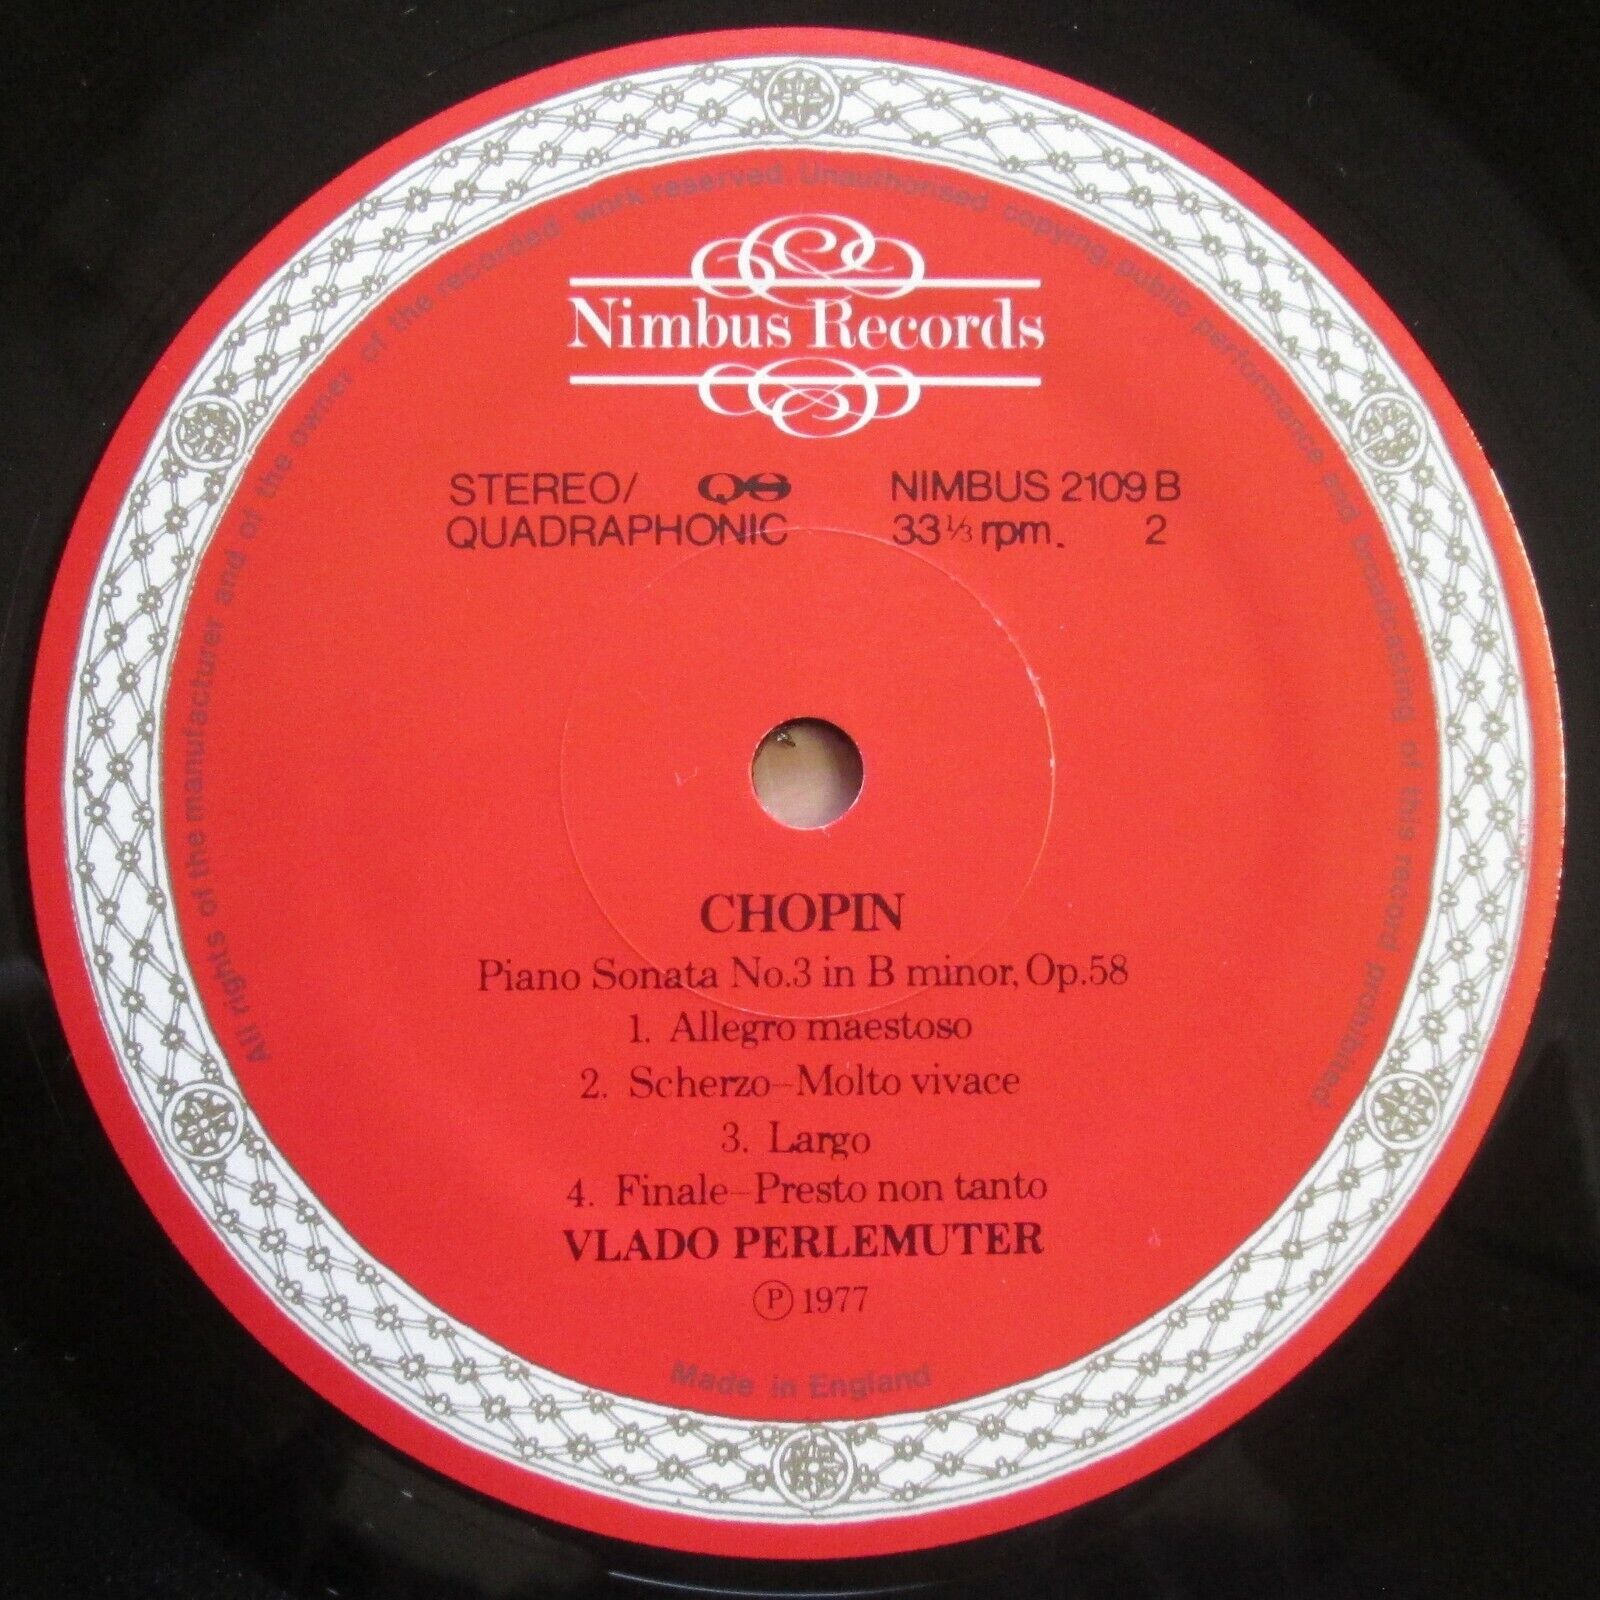 All rights of the manufacturer and of the owner of the recorded work reserved. Unauthorised copying, public performance and broadcasting of this record prohibited.
Nimbus Records
STEREO/ QS NIMBUS 2109 B
QUADRAPHONIC 33⅓ rpm. 2
CHOPIN
Piano Sonata No.3 in B minor, Op.58
1. Allegro maestoso
2. Scherzo–Molto vivace
3. Largo
4. Finale–Presto non tanto
VLADO PERLEMUTER
Ⓟ 1977
Made in England